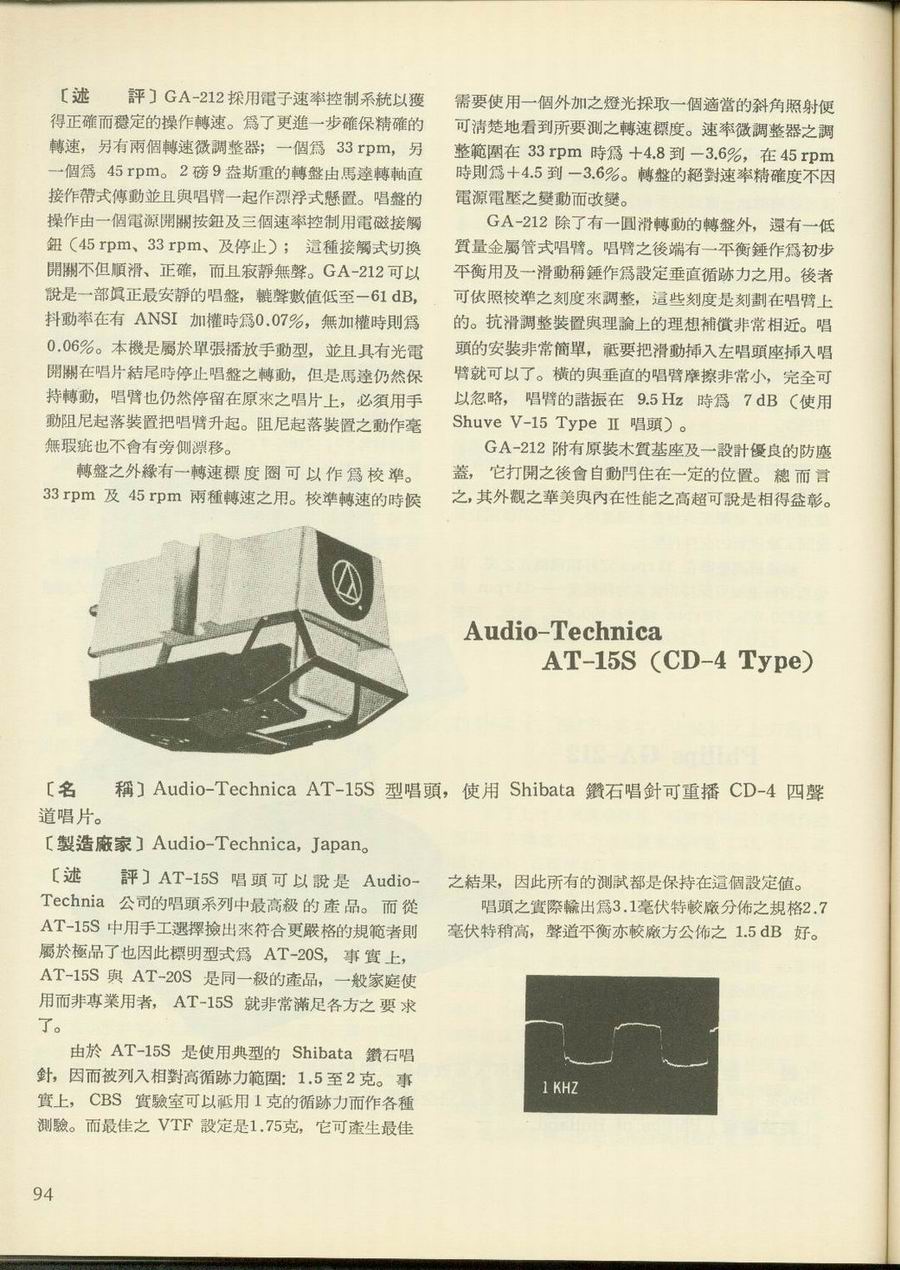 〔述　　評〕GA-212採用電子速率控制系統以獲
得正確而穩定的操作轉速。爲了更進一步確保精確的
轉速，另有兩個轉速微調整器；一個爲 33 rpm，另
一個爲 45 rpm。2 磅 9 盎斯重的轉盤由馬達轉軸直
接作帶式傳動並且與唱臂一起作漂浮式懸置。唱盤的
操作由一個電源開關按鈕及三個速率控制用電磁接觸
鈕（45 rpm、33 rpm、及停止）；這種接觸式切換
開關不但順滑、正確，而且寂靜無聲。GA-212 可以
說是一部眞正最安靜的唱盤，轆聲數値低至－61 dB，
抖動率在有 ANSI 加權時爲0.07%，無加權時則爲
0.06%。本機是屬於單張播放手動型，並且具有光電
開關在唱片結尾時停止唱盤之轉動，但是馬達仍然保
持轉動，唱臂也仍然停留在原來之唱片上，必須用手
動阻尼起落裝置把唱臂升起。阻尼起落裝置之動作毫
無瑕疵也不會有旁側漂移。
轉盤之外緣有一轉速標度圈可以作爲校準。
33 rpm 及 45 rpm 兩種轉速之用。校準轉速的時候
需要使用一個外加之燈光採取一個適當的斜角照射便
可清楚地看到所要測之轉速標度。速率微調整器之調
整範圍在 33 rpm 時爲 +4.8 到 －3.6%，在 45 rpm
時則爲＋4.5 到 －3.6%。轉盤的絕對速率精確度不因
電源電壓之變動而改變。
GA-212 除了有一圓滑轉動的轉盤外，還有一低
質量金屬管式唱臂。唱臂之後端有一平衡錘作爲初步
平衡用及一滑動稱錘作爲設定垂直循跡力之用。後者
可依照校準之刻度來調整，這些刻度是刻劃在唱臂上
的。抗滑調整裝置與理論上的理想補償非常相近。唱
頭的安裝非常簡單，祗要把滑動挿入左唱頭座挿入唱
臂就可以了。橫的與垂直的唱臂摩擦非常小，完全可
以忽略，唱臂的諧振在 9.5 Hz 時爲 7 dB（使用
Shuve V-15 Type Ⅱ 唱頭）。
GA-212 附有原裝木質基座及一設計優良的防塵
蓋，它打開之後會自動門住在一定的位置。總而言
之，其外觀之華美與內在性能之高超可說是相得益彰。
Audio-Technica
AT-15S (CD-4 Type)
〔名　　稱〕Audio-Technica AT-15S 型唱頭，使用 Shibata 鑽石唱針可重播 CD-4 四聲
道唱片。
〔製造廠家〕Audio-Technica, Japan。
〔述　　評〕AT-15S 唱頭可以說是 Audio-
Technia 公司的唱頭系列中最高級的產品。而從
AT-15S 中用手工選擇撿出來符合更嚴格的規範者則
屬於極品了也因此標明型式爲 AT-20S，事實上，
AT-15S 與 AT-20S 是同一級的產品，一般家庭使
用而非專業用者，AT-15S 就非常滿足各方之要求
了。
由於 AT-15S 是使用典型的 Shibata 鑽石唱
針，因而被列入相對高循跡力範圍：1.5 至 2 克。事
實上，CBS 實驗室可以祗用 1 克的循跡力而作各種
測驗。而最佳之 VTF 設定是1.75克，它可產生最佳
之結果，因此所有的測試都是保持在這個設定値。
唱頭之實際輸出爲3.1毫伏特較廠分佈之規格2.7
毫伏特稍高，聲道平衡亦較廠方公佈之 1.5 dB 好。
1 KHZ
94